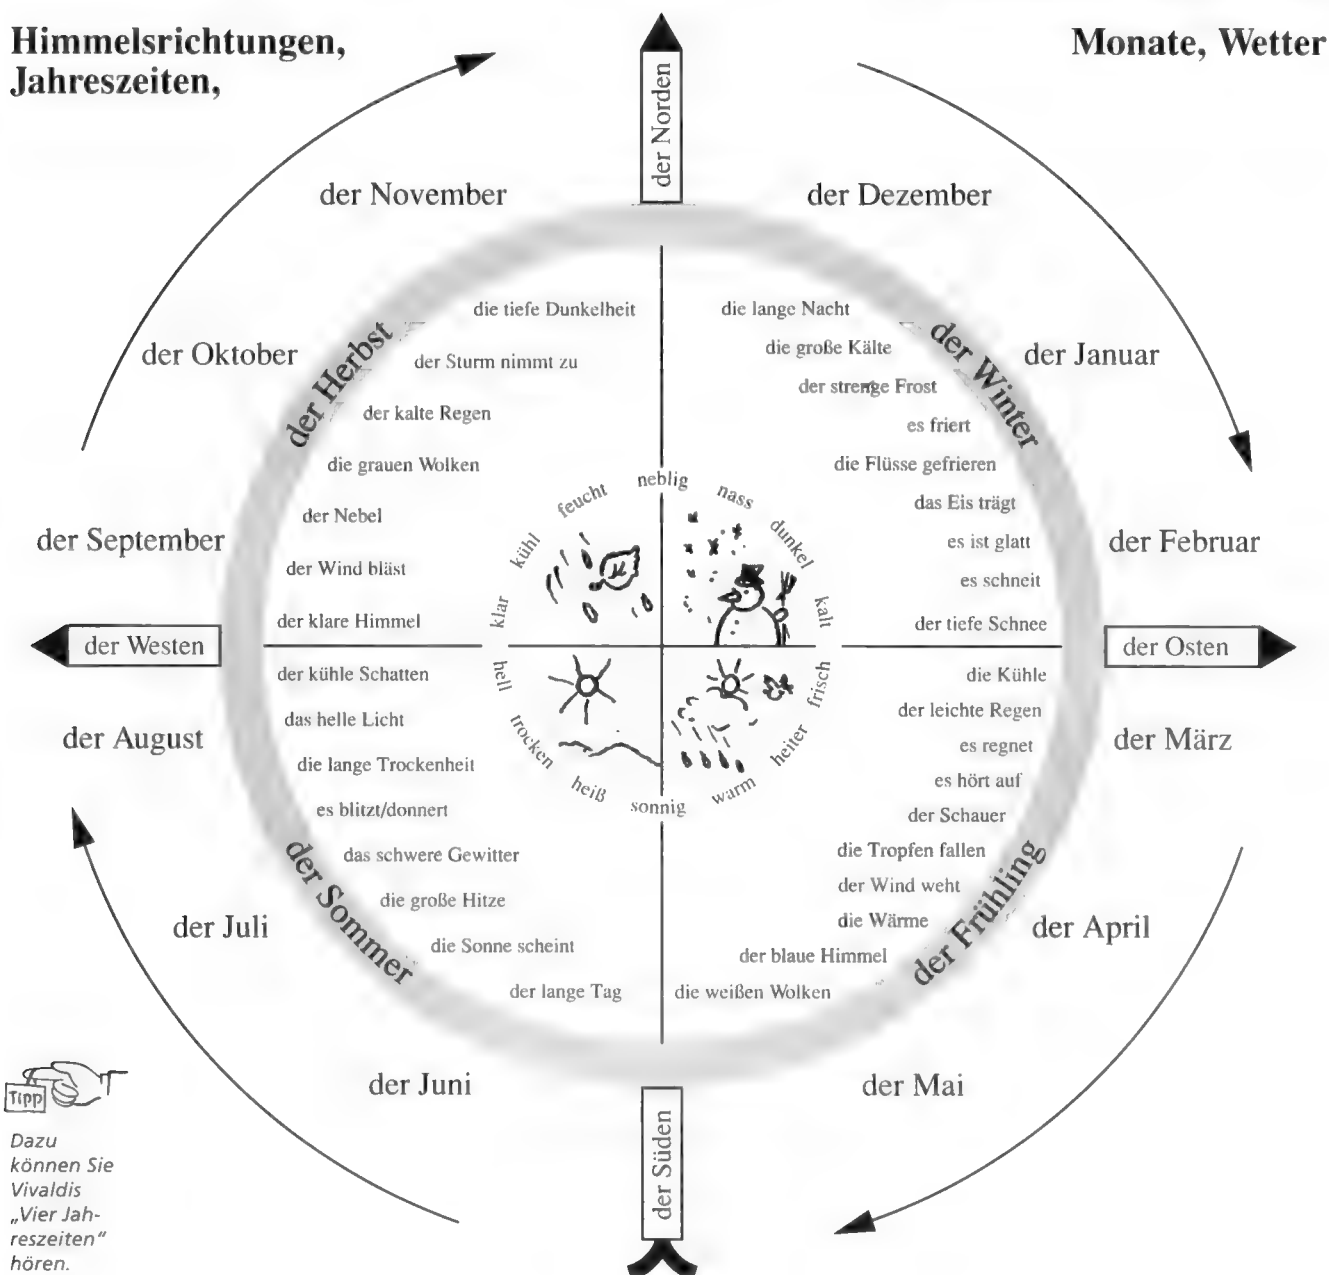 Himmelsrichtungen,
Jahreszeiten,
Monate, Wetter
der Norden
der November
der Dezember
der Oktober
der Januar
der September
der Februar
der Westen
der Osten
der August
der März
der Juli
der April
der Juni
der Mai
der Süden
der Herbst
der Winter
der Sommer
der Frühling
die tiefe Dunkelheit
der Sturm nimmt zu
der kalte Regen
die grauen Wolken
der Nebel
der Wind bläst
der klare Himmel
die lange Nacht
die große Kälte
der strenge Frost
es friert
die Flüsse gefrieren
das Eis trägt
es ist glatt
es schneit
der tiefe Schnee
der kühle Schatten
das helle Licht
die lange Trockenheit
es blitzt/donnert
das schwere Gewitter
die große Hitze
die Sonne scheint
der lange Tag
die Kühle
der leichte Regen
es regnet
es hört auf
der Schauer
die Tropfen fallen
der Wind weht
die Wärme
der blaue Himmel
die weißen Wolken
neblig
nass
dunkel
kalt
frisch
heiter
warm
sonnig
heiß
trocken
hell
klar
kühl
feucht
Tipp
Dazu
können Sie
Vivaldis
„Vier Jah-
reszeiten"
hören.